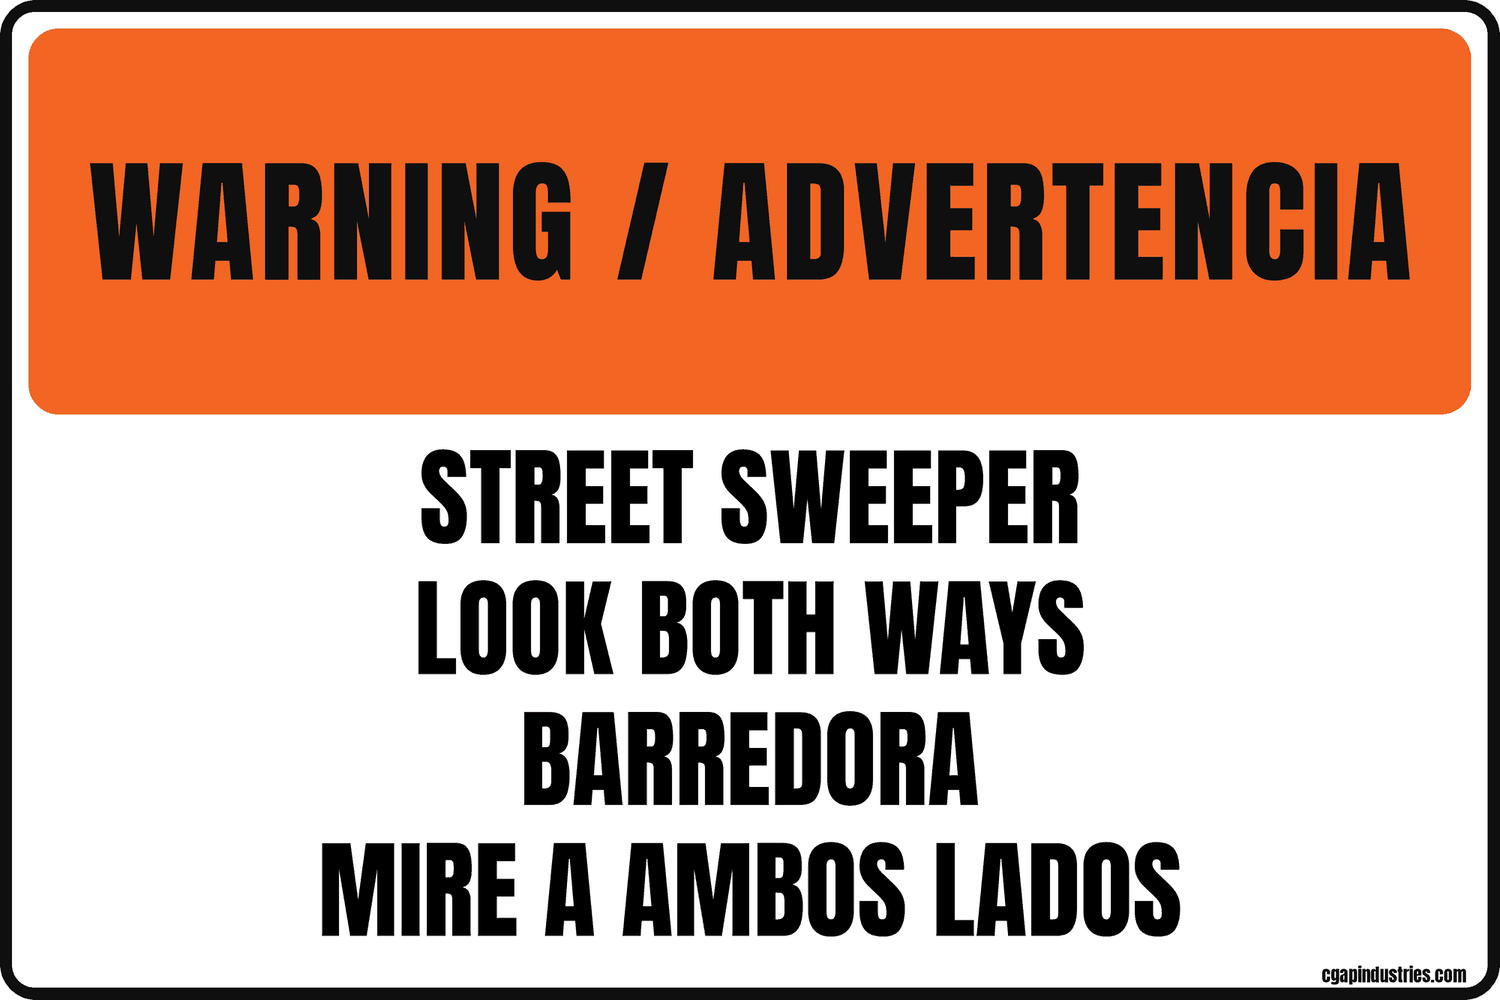 WARNING / ADVERTENCIA
STREET SWEEPER
LOOK BOTH WAYS
BARREDORA
MIRE A AMBOS LADOS
cgapindustries.com